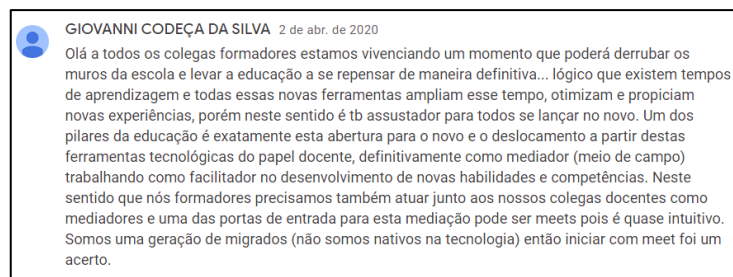 GIOVANNI CODEÇA DA SILVA 2 de abr. de 2020
Olá a todos os colegas formadores estamos vivenciando um momento que poderá derrubar os
muros da escola e levar a educação a se repensar de maneira definitiva... lógico que existem tempos
de aprendizagem e todas essas novas ferramentas ampliam esse tempo, otimizam e propiciam
novas experiências, porém neste sentido é tb assustador para todos se lançar no novo. Um dos
pilares da educação é exatamente esta abertura para o novo e o deslocamento a partir destas
ferramentas tecnológicas do papel docente, definitivamente como mediador (meio de campo)
trabalhando como facilitador no desenvolvimento de novas habilidades e competências. Neste
sentido que nós formadores precisamos também atuar junto aos nossos colegas docentes como
mediadores e uma das portas de entrada para esta mediação pode ser meets pois é quase intuitivo.
Somos uma geração de migrados (não somos nativos na tecnologia) então iniciar com meet foi um
acerto.